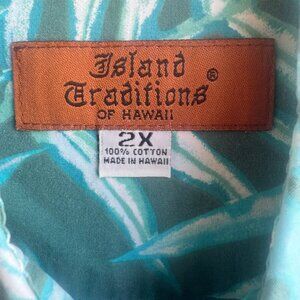 Island
Traditions®
OF HAWAII
2X
100% COTTON
MADE IN HAWAII